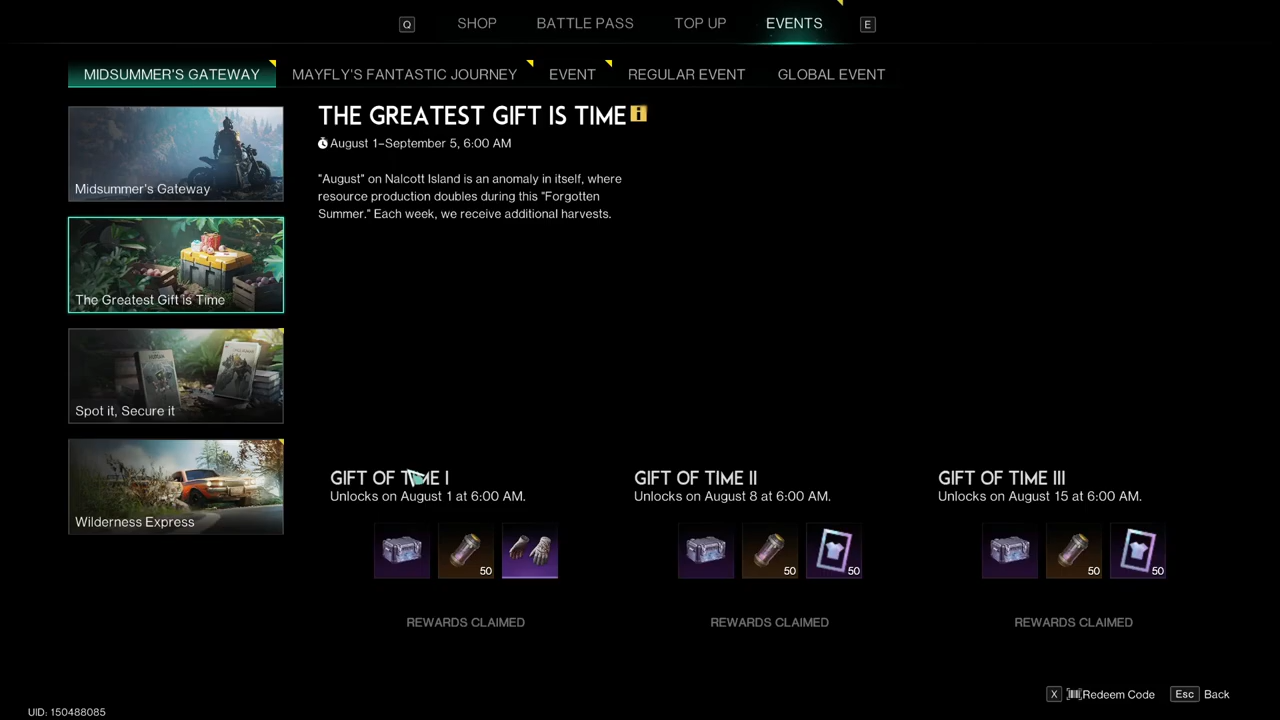 Q
SHOP
BATTLE PASS
TOP UP
EVENTS
E
MIDSUMMER'S GATEWAY
MAYFLY'S FANTASTIC JOURNEY
EVENT
REGULAR EVENT
GLOBAL EVENT
Midsummer's Gateway
The Greatest Gift is Time
Spot it, Secure it
Wilderness Express
THE GREATEST GIFT IS TIME
August 1–September 5, 6:00 AM
"August" on Nalcott Island is an anomaly in itself, where
resource production doubles during this "Forgotten
Summer." Each week, we receive additional harvests.
GIFT OF TIME I
Unlocks on August 1 at 6:00 AM.
50
REWARDS CLAIMED
GIFT OF TIME II
Unlocks on August 8 at 6:00 AM.
50
50
REWARDS CLAIMED
GIFT OF TIME III
Unlocks on August 15 at 6:00 AM.
50
50
REWARDS CLAIMED
X
Redeem Code
Esc
Back
UID: 150488085